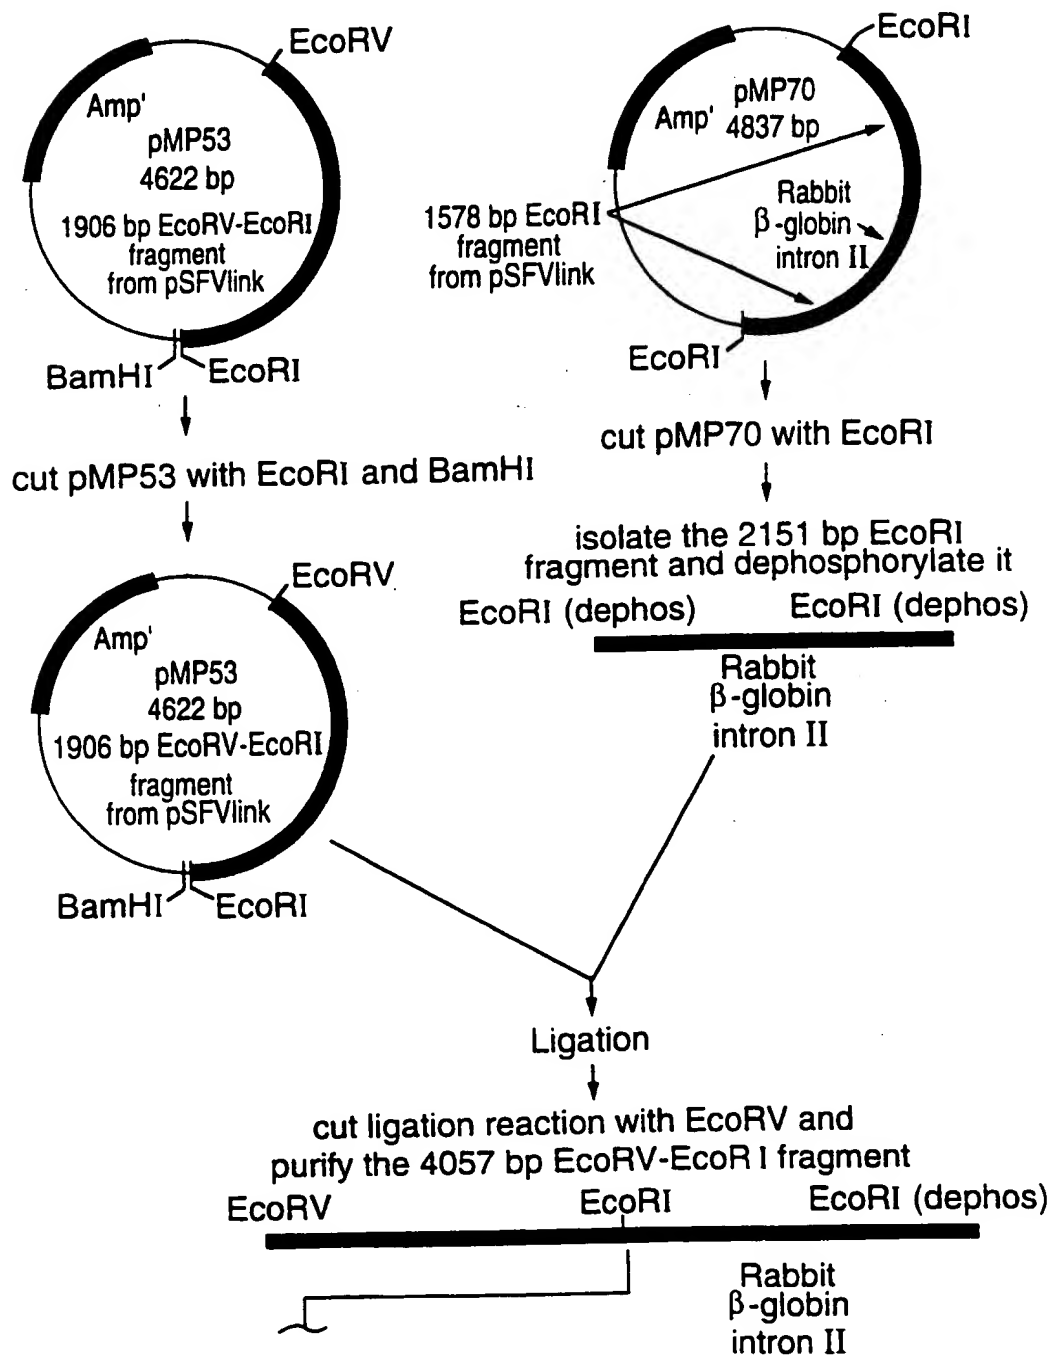 EcoRV
Amp'
pMP53
4622 bp
1906 bp EcoRV-EcoRI
fragment
from pSFVlink
BamHI
EcoRI
cut pMP53 with EcoRI and BamHI
EcoRI
pMP70
Amp' 4837 bp
1578 bp EcoRI
fragment
from pSFVlink
Rabbit
β-globin
intron II
EcoRI
cut pMP70 with EcoRI
isolate the 2151 bp EcoRI
fragment and dephosphorylate it
EcoRI (dephos) EcoRI (dephos)
Rabbit
β-globin
intron II
EcoRV
Amp'
pMP53
4622 bp
1906 bp EcoRV-EcoRI
fragment
from pSFVlink
BamHI
EcoRI
Ligation
cut ligation reaction with EcoRV and
purify the 4057 bp EcoRV-EcoR I fragment
EcoRV EcoRI EcoRI (dephos)
Rabbit
β-globin
intron II